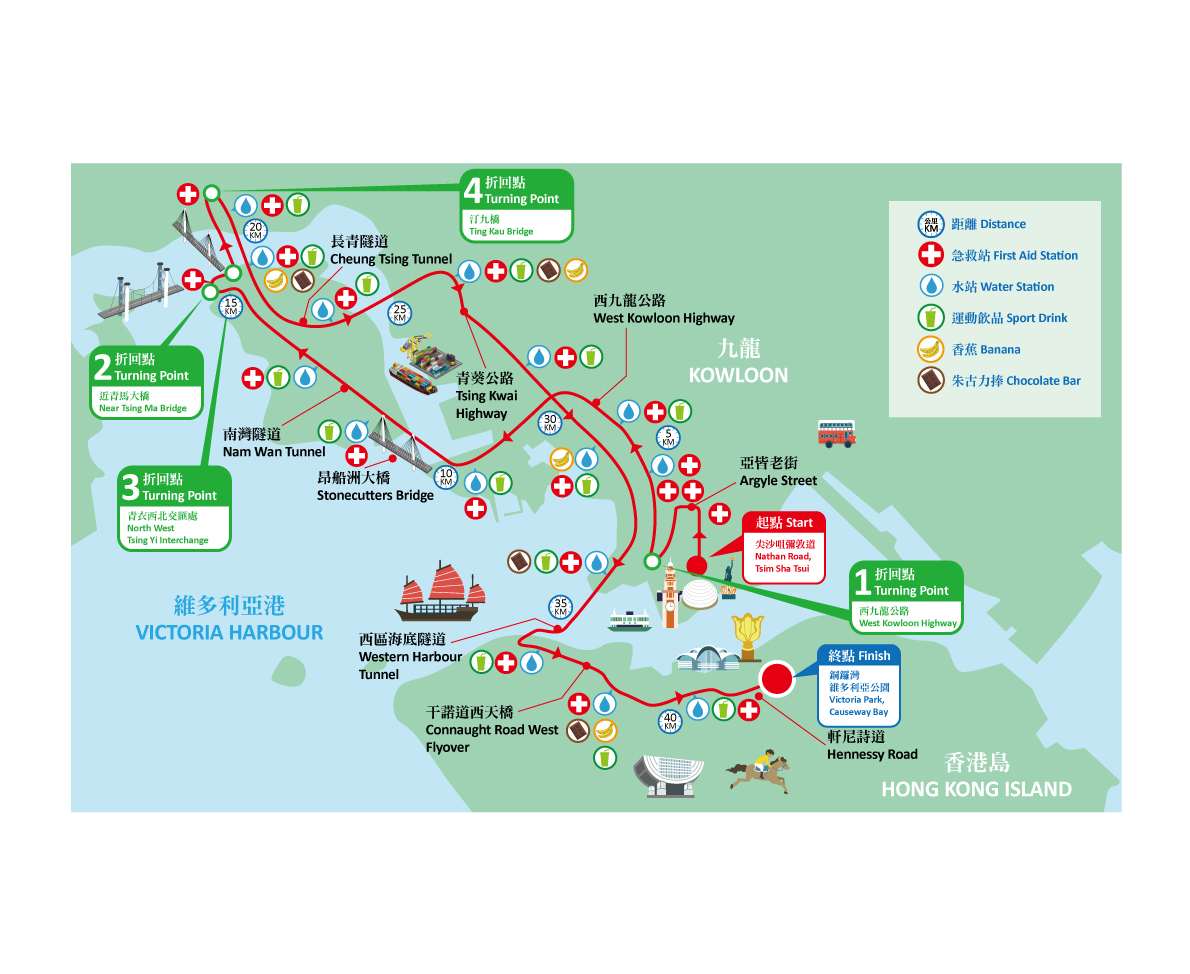 4
折回點
Turning Point
汀九橋
Ting Kau Bridge
20
KM
長青隧道
Cheung Tsing Tunnel
15
KM
25
KM
西九龍公路
West Kowloon Highway
九龍
KOWLOON
公里
KM
距離 Distance
急救站 First Aid Station
水站 Water Station
運動飲品 Sport Drink
香蕉 Banana
朱古力捧 Chocolate Bar
2
折回點
Turning Point
近青馬大橋
Near Tsing Ma Bridge
青葵公路
Tsing Kwai
Highway
30
KM
5
KM
南灣隧道
Nam Wan Tunnel
昂船洲大橋
Stonecutters Bridge
10
KM
亞皆老街
Argyle Street
3
折回點
Turning Point
青衣西北交匯處
North West
Tsing Yi Interchange
起點 Start
尖沙咀彌敦道
Nathan Road,
Tsim Sha Tsui
1
折回點
Turning Point
西九龍公路
West Kowloon Highway
維多利亞港
VICTORIA HARBOUR
35
KM
西區海底隧道
Western Harbour
Tunnel
終點 Finish
銅鑼灣
維多利亞公園
Victoria Park,
Causeway Bay
干諾道西天橋
Connaught Road West
Flyover
40
KM
軒尼詩道
Hennessy Road
香港島
HONG KONG ISLAND